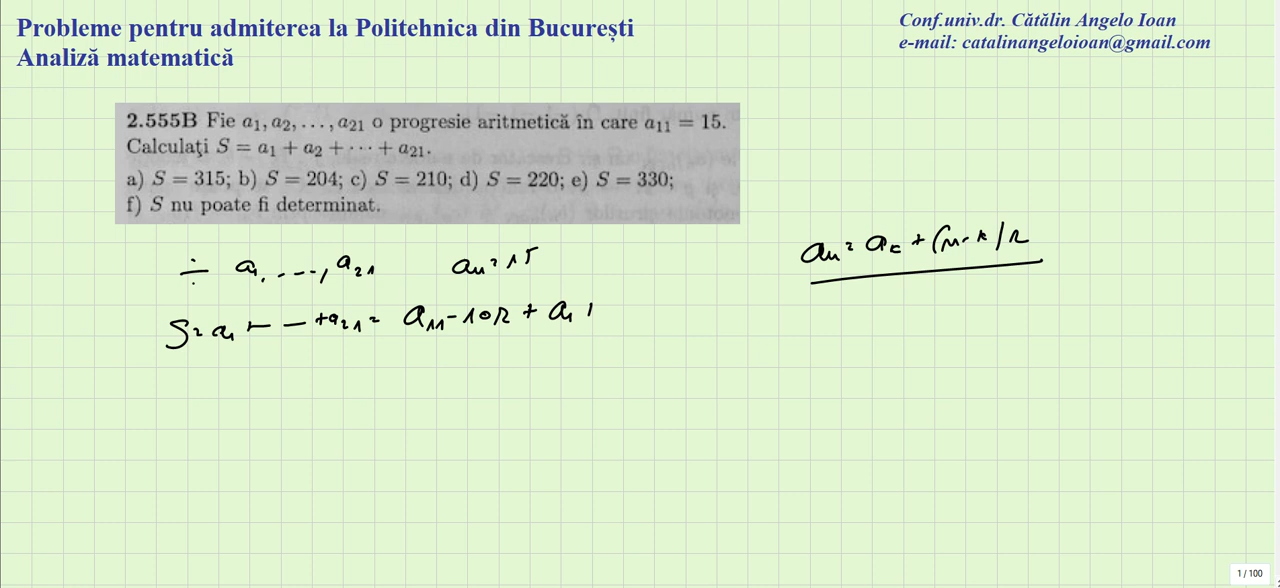 Probleme pentru admiterea la Politehnica din București
Analiză matematică
Conf.univ.dr. Cătălin Angelo Ioan
e-mail: catalinangeloioan@gmail.com
2.555B Fie a₁, a₂, ..., a₂₁ o progresie aritmetică în care a₁₁ = 15.
Calculaţi S = a₁ + a₂ + ··· + a₂₁.
a) S = 315; b) S = 204; c) S = 210; d) S = 220; e) S = 330;
f) S nu poate fi determinat.
÷ a₁, ---, a₂₁ a₁₁ = 15
aₙ = aₖ + (n-k)r
S = a₁ + -- + a₂₁ = a₁₁ - 10r + a₁₁
1 / 100